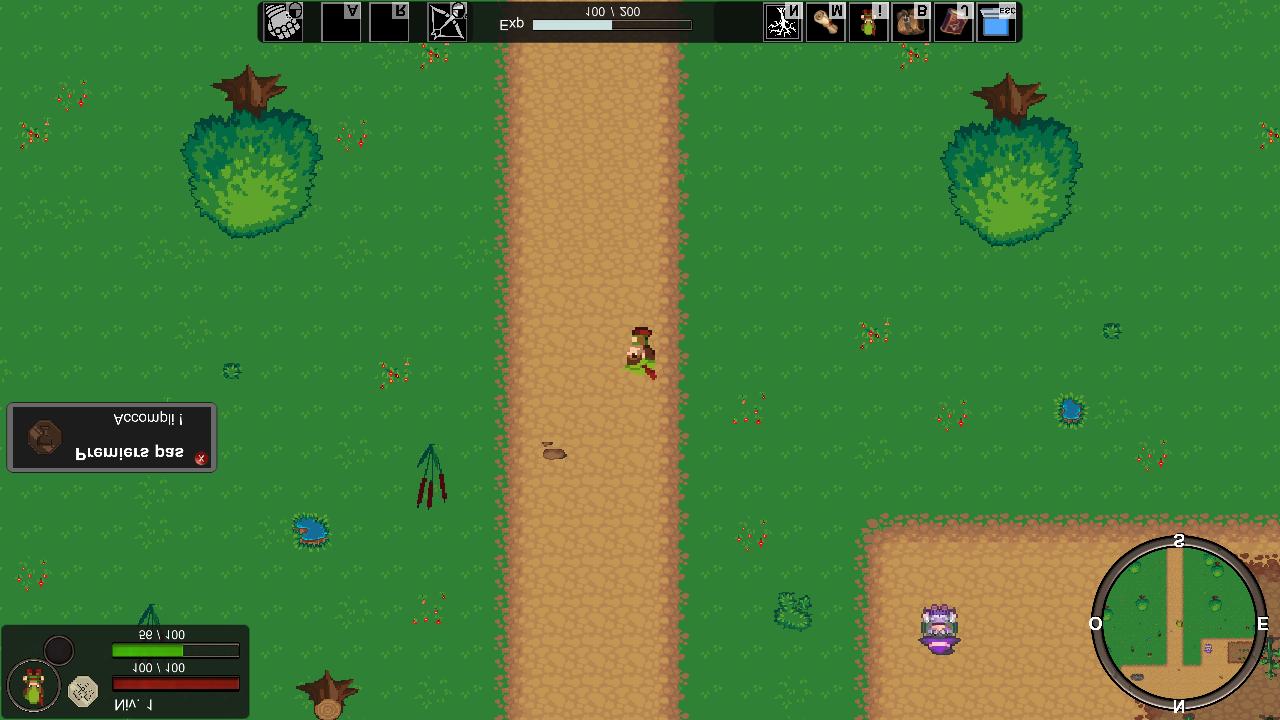 Niv. 1
100 / 100
56 / 100
N
O
E
S
Premiers pas
Accompli !
A
R
Exp
100 / 200
N
M
I
B
J
ESC